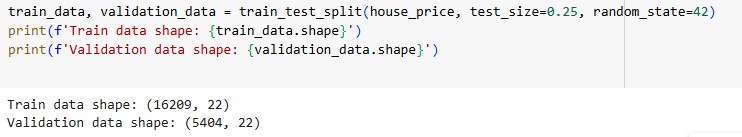 train_data, validation_data = train_test_split(house_price, test_size=0.25, random_state=42)
print(f'Train data shape: {train_data.shape}')
print(f'Validation data shape: {validation_data.shape}')
Train data shape: (16209, 22)
Validation data shape: (5404, 22)